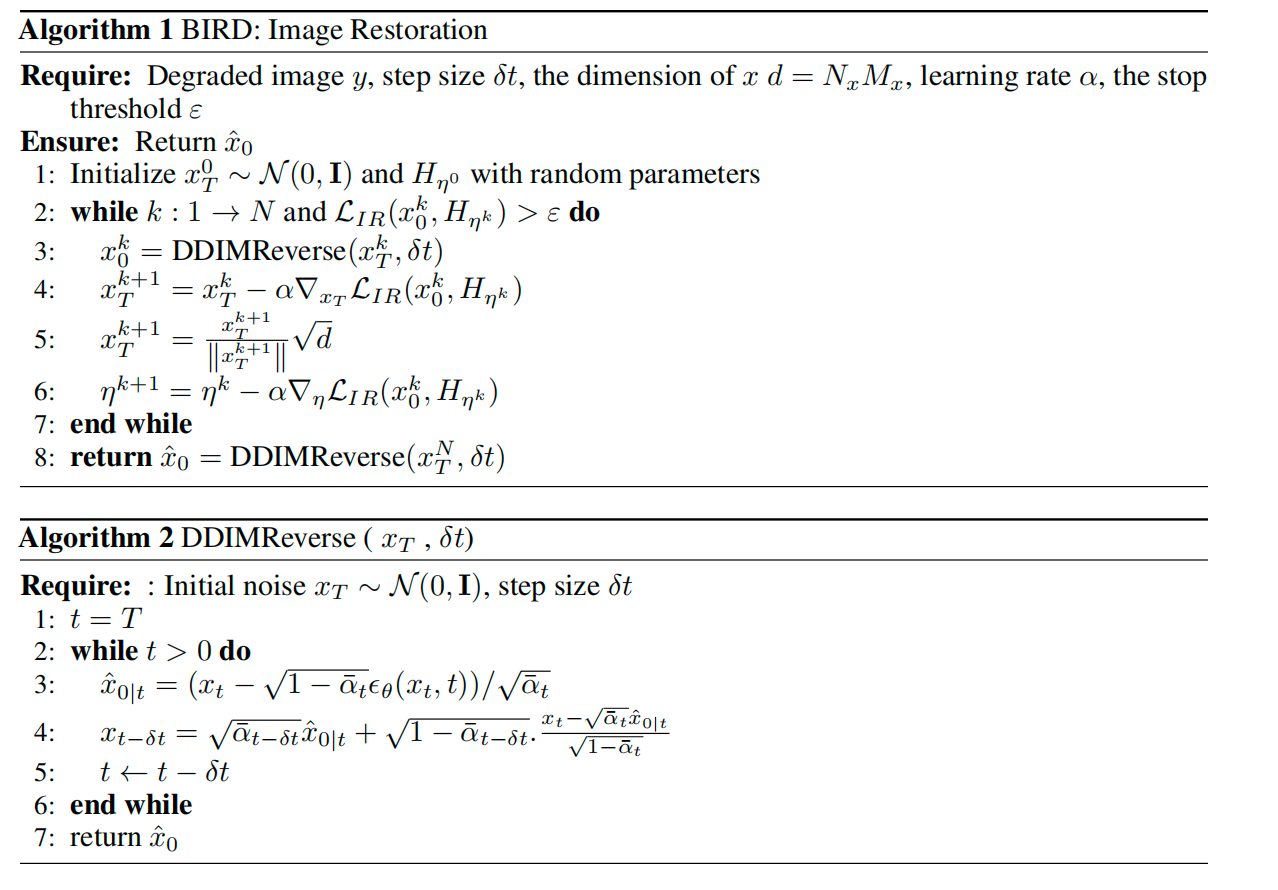 Algorithm 1 BIRD: Image Restoration
Require: Degraded image $y$, step size $\delta t$, the dimension of $x$ $d = N_x M_x$, learning rate $\alpha$, the stop
threshold $\varepsilon$
Ensure: Return $\hat{x}_0$
1: Initialize $x_T^0 \sim \mathcal{N}(0, \mathbf{I})$ and $H_{\eta^0}$ with random parameters
2: while $k : 1 \rightarrow N$ and $\mathcal{L}_{IR}(x_0^k, H_{\eta^k}) > \varepsilon$ do
3: $x_0^k = \text{DDIMReverse}(x_T^k, \delta t)$
4: $x_T^{k+1} = x_T^k - \alpha \nabla_{x_T} \mathcal{L}_{IR}(x_0^k, H_{\eta^k})$
5: $x_T^{k+1} = \frac{x_T^{k+1}}{\left\| x_T^{k+1} \right\|} \sqrt{d}$
6: $\eta^{k+1} = \eta^k - \alpha \nabla_{\eta} \mathcal{L}_{IR}(x_0^k, H_{\eta^k})$
7: end while
8: return $\hat{x}_0 = \text{DDIMReverse}(x_T^N, \delta t)$
Algorithm 2 DDIMReverse ( $x_T$ , $\delta t$)
Require: : Initial noise $x_T \sim \mathcal{N}(0, \mathbf{I})$, step size $\delta t$
1: $t = T$
2: while $t > 0$ do
3: $\hat{x}_{0|t} = (x_t - \sqrt{1 - \bar{\alpha}_t} \epsilon_\theta(x_t, t)) / \sqrt{\bar{\alpha}_t}$
4: $x_{t-\delta t} = \sqrt{\bar{\alpha}_{t-\delta t}} \hat{x}_{0|t} + \sqrt{1 - \bar{\alpha}_{t-\delta t}} . \frac{x_t - \sqrt{\bar{\alpha}_t} \hat{x}_{0|t}}{\sqrt{1 - \bar{\alpha}_t}}$
5: $t \leftarrow t - \delta t$
6: end while
7: return $\hat{x}_0$